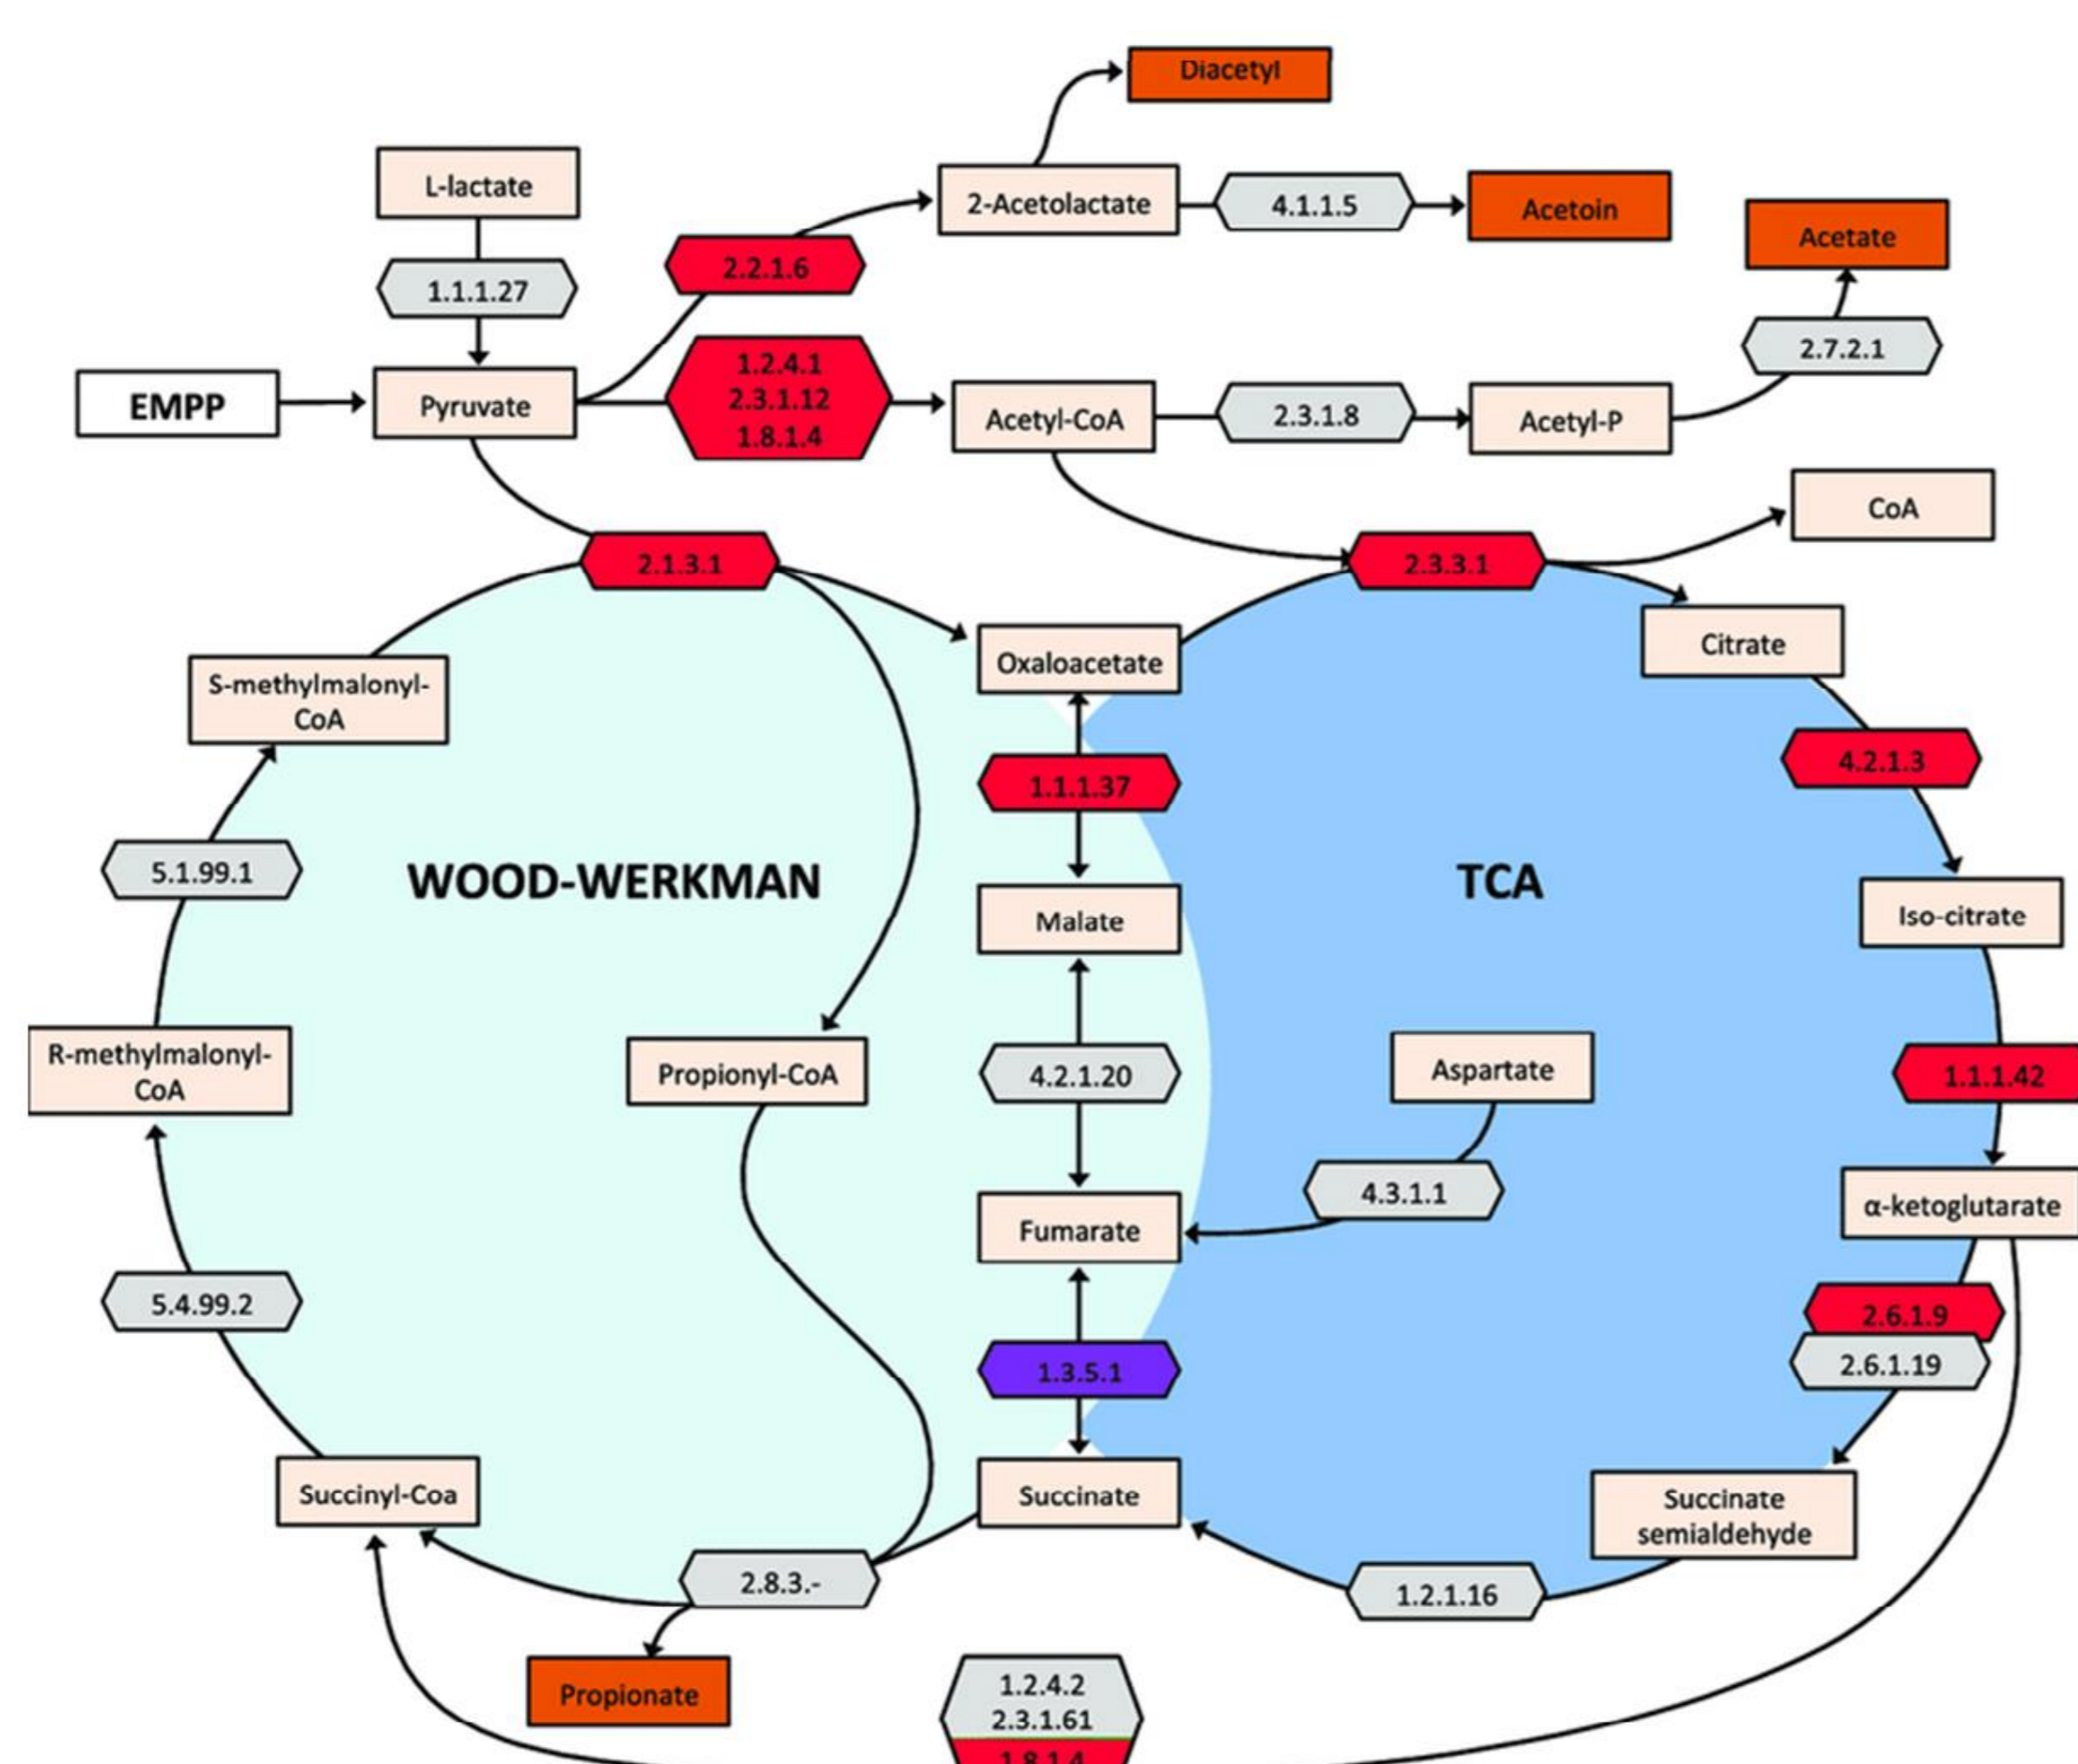 Diacetyl
L-lactate
2-Acetolactate
4.1.1.5
Acetoin
Acetate
2.2.1.6
1.1.1.27
2.7.2.1
1.2.4.1
2.3.1.12
1.8.1.4
EMPP
Pyruvate
Acetyl-CoA
2.3.1.8
Acetyl-P
CoA
2.1.3.1
2.3.3.1
Oxaloacetate
Citrate
S-methylmalonyl-
CoA
1.1.1.37
4.2.1.3
5.1.99.1
WOOD-WERKMAN
TCA
Malate
Iso-citrate
R-methylmalonyl-
CoA
Propionyl-CoA
4.2.1.20
Aspartate
1.1.1.42
4.3.1.1
Fumarate
α-ketoglutarate
5.4.99.2
2.6.1.9
2.6.1.19
1.3.5.1
Succinyl-Coa
Succinate
Succinate
semialdehyde
2.8.3.-
1.2.1.16
Propionate
1.2.4.2
2.3.1.61
1.8.1.4